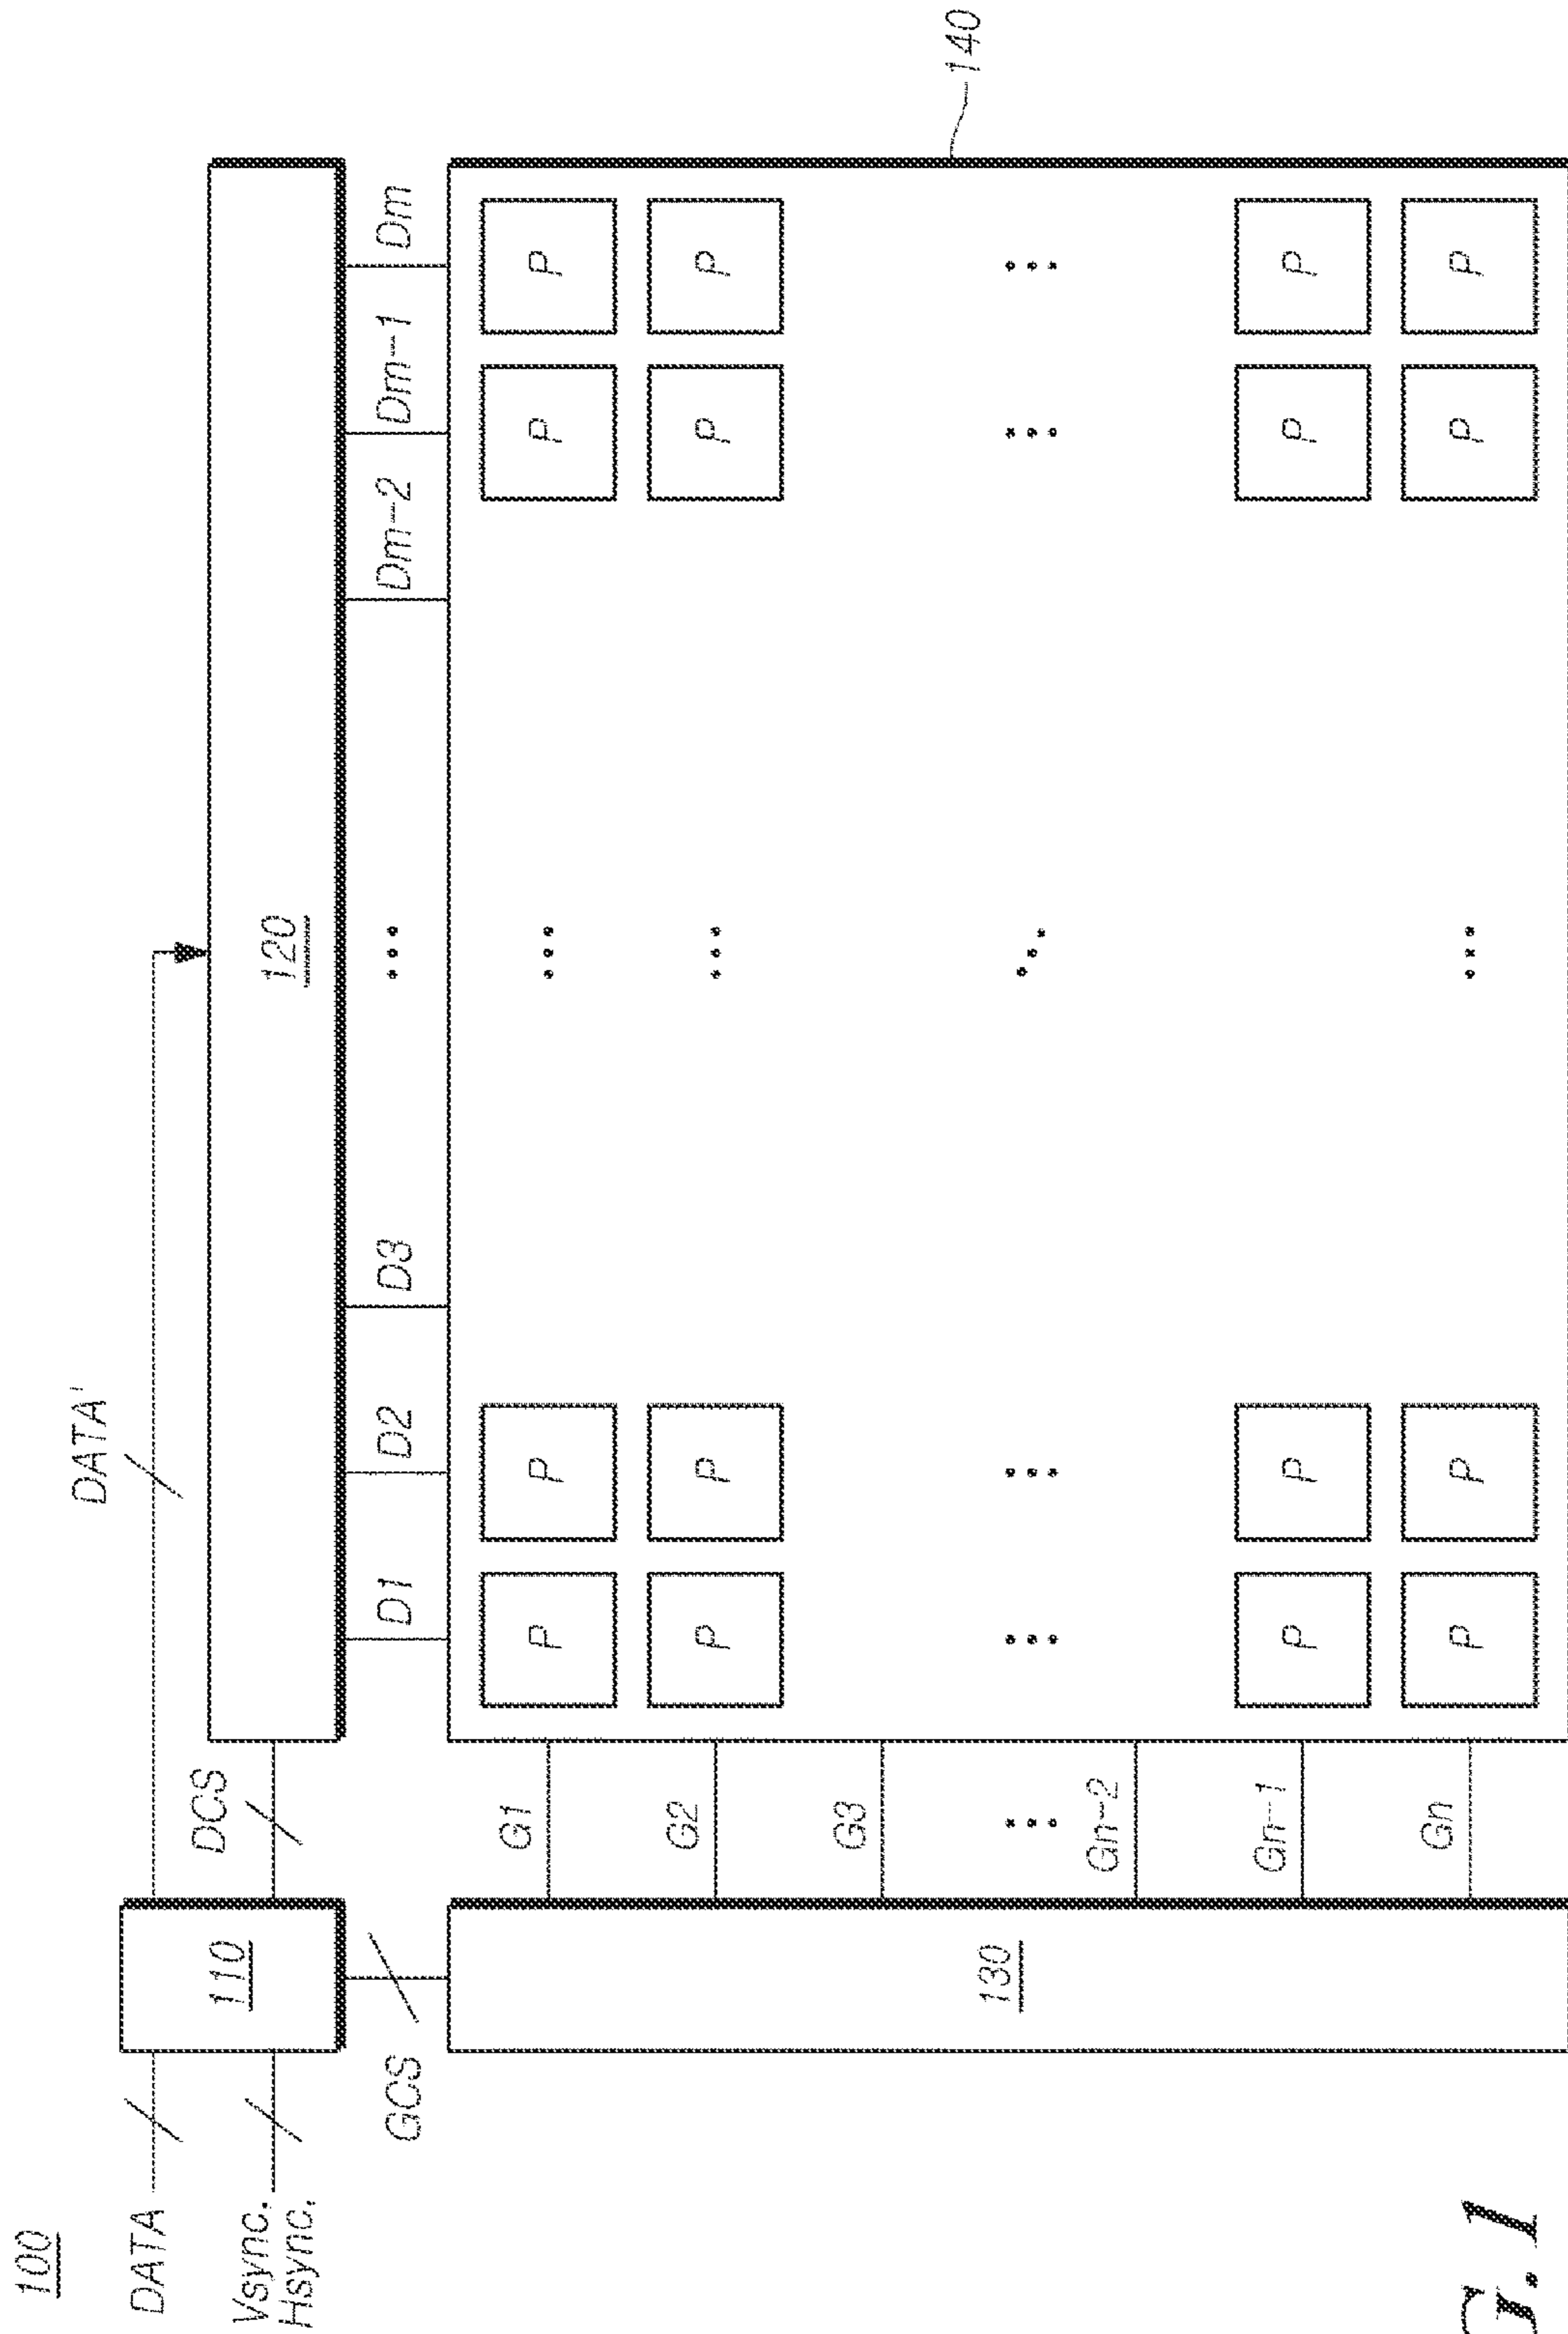 100
DATA'
DATA
110
DCS
120
Vsync.
Hsync.
GCS
D1 D2 D3 ... Dm-2 Dm-1 Dm
G1 P P ... P P
G2 P P ... P P
G3
140
130
...
Gn-2
Gn-1 P P P P
Gn P P ... P P
G. 1